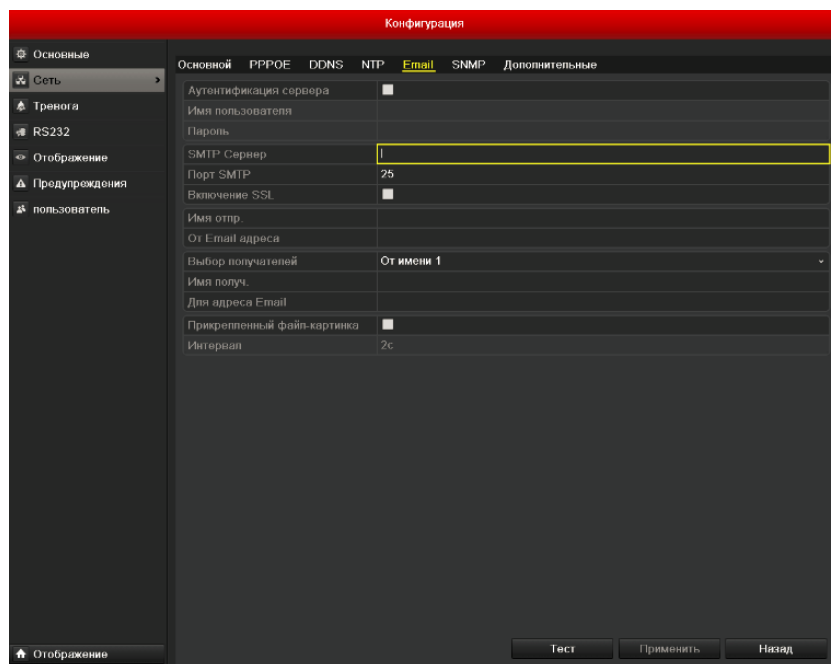 Конфигурация
Основные
Сеть
Тревога
RS232
Отображение
Предупреждения
пользователь
Отображение
Основной PPPOE DDNS NTP Email SNMP Дополнительные
Аутентификация сервера
Имя пользователя
Пароль
SMTP Сервер
Порт SMTP 25
Включение SSL
Имя отпр.
От Email адреса
Выбор получателей От имени 1
Имя получ.
Для адреса Email
Прикрепленный файл-картинка
Интервал 2с
Тест Применить Назад